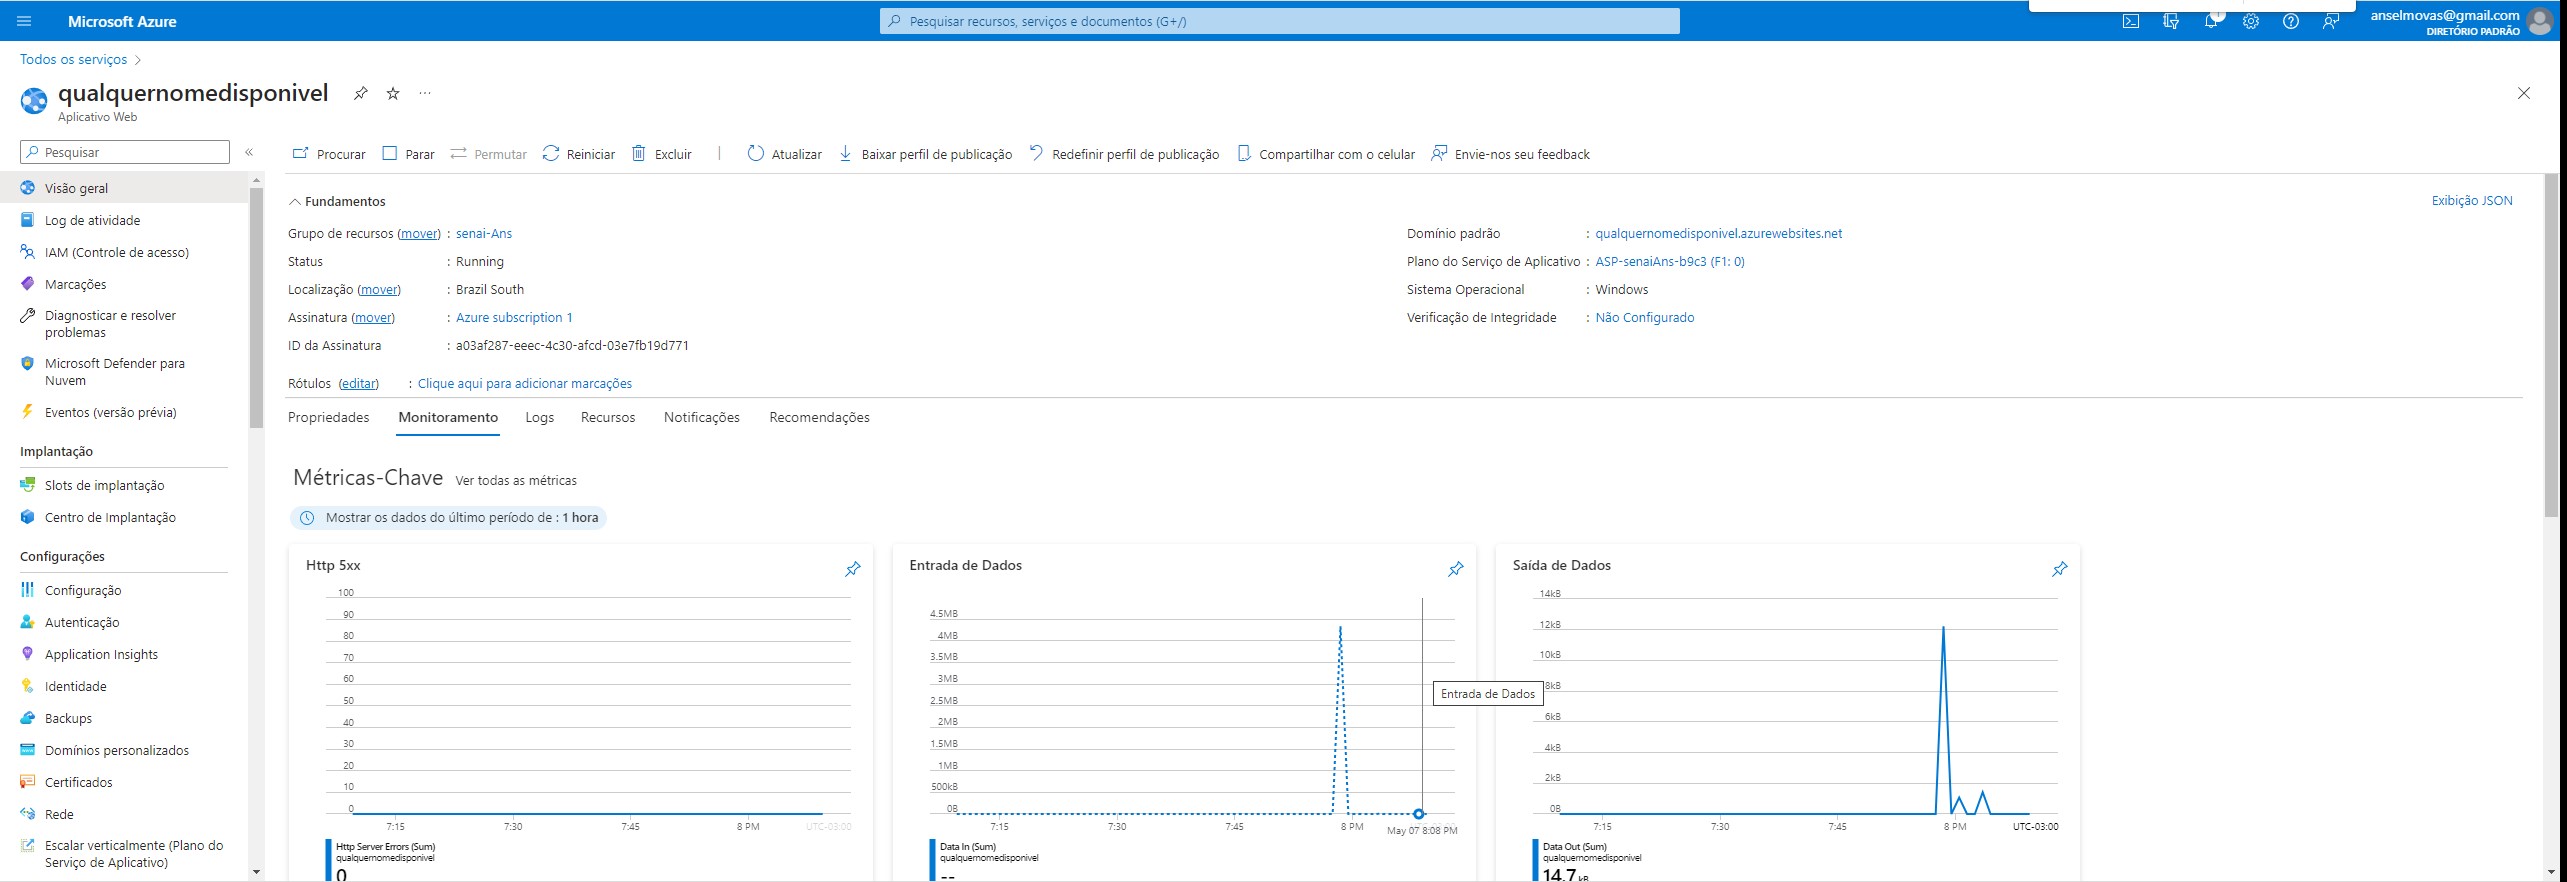 Microsoft Azure
Pesquisar recursos, serviços e documentos (G+/)
anselmovas@gmail.com
DIRETÓRIO PADRÃO
Todos os serviços
qualquernomedisponivel
Aplicativo Web
Pesquisar
Procurar Parar Permutar Reiniciar Excluir Atualizar Baixar perfil de publicação Redefinir perfil de publicação Compartilhar com o celular Envie-nos seu feedback
Visão geral
Log de atividade
IAM (Controle de acesso)
Marcações
Diagnosticar e resolver
problemas
Microsoft Defender para
Nuvem
Eventos (versão prévia)
Implantação
Slots de implantação
Centro de Implantação
Configurações
Configuração
Autenticação
Application Insights
Identidade
Backups
Domínios personalizados
Certificados
Rede
Escalar verticalmente (Plano do
Serviço de Aplicativo)
Fundamentos
Exibição JSON
Grupo de recursos (mover) : senai-Ans
Status : Running
Localização (mover) : Brazil South
Assinatura (mover) : Azure subscription 1
ID da Assinatura : a03af287-eeec-4c30-afcd-03e7fb19d771
Rótulos (editar) : Clique aqui para adicionar marcações
Domínio padrão : qualquernomedisponivel.azurewebsites.net
Plano do Serviço de Aplicativo : ASP-senaiAns-b9c3 (F1: 0)
Sistema Operacional : Windows
Verificação de Integridade : Não Configurado
Propriedades Monitoramento Logs Recursos Notificações Recomendações
Métricas-Chave Ver todas as métricas
Mostrar os dados do último período de : 1 hora
Http 5xx
100
90
80
70
60
50
40
30
20
10
0
7:15 7:30 7:45 8 PM UTC-03:00
Http Server Errors (Sum)
qualquernomedisponivel
0
Entrada de Dados
4.5MB
4MB
3.5MB
3MB
2.5MB
2MB
1.5MB
1MB
500kB
0B
7:15 7:30 7:45 8 PM
May 07 8:08 PM
Entrada de Dados
Data In (Sum)
qualquernomedisponivel
--
Saída de Dados
14kB
12kB
10kB
8kB
6kB
4kB
2kB
0B
7:15 7:30 7:45 8 PM UTC-03:00
Data Out (Sum)
qualquernomedisponivel
14.7 kB